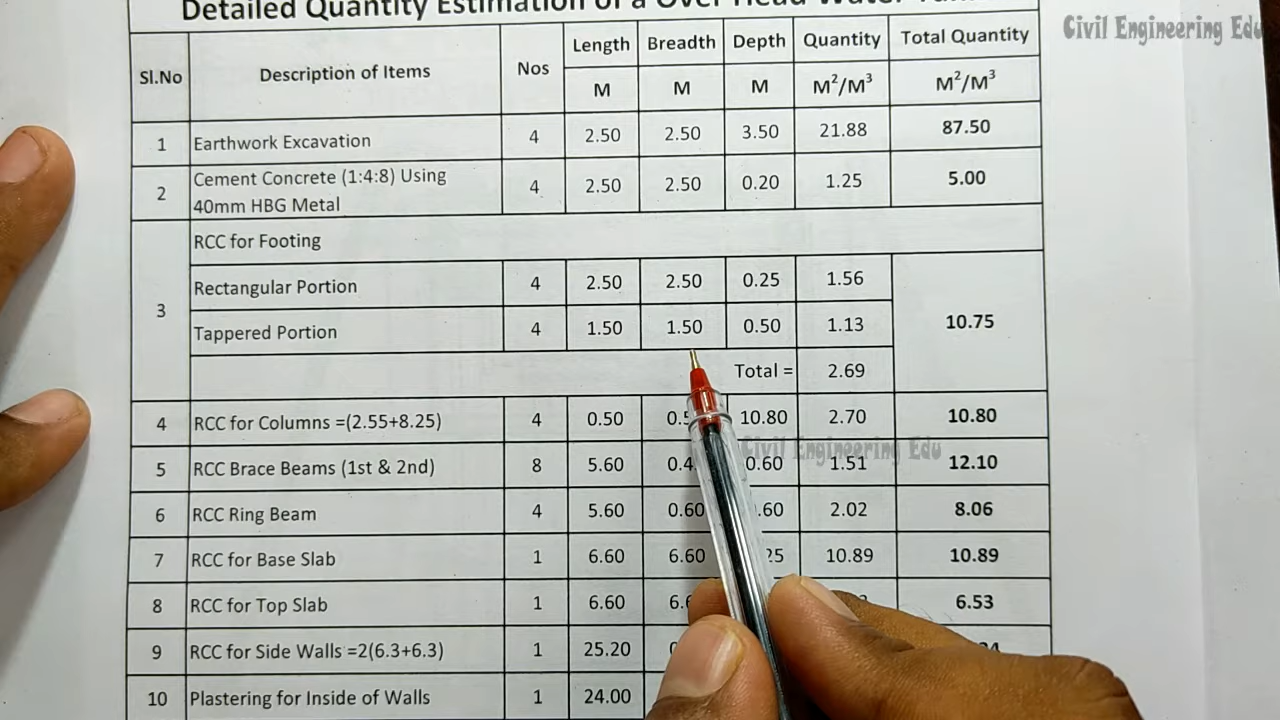 Detailed Quantity Estimation of a Over Head Water
Civil Engineering Edu
Sl.No Description of Items Nos Length Breadth Depth Quantity Total Quantity
M M M M²/M³ M²/M³
1 Earthwork Excavation 4 2.50 2.50 3.50 21.88 87.50
2 Cement Concrete (1:4:8) Using 40mm HBG Metal 4 2.50 2.50 0.20 1.25 5.00
3 RCC for Footing
Rectangular Portion 4 2.50 2.50 0.25 1.56
Tappered Portion 4 1.50 1.50 0.50 1.13 10.75
Total = 2.69
4 RCC for Columns =(2.55+8.25) 4 0.50 10.80 2.70 10.80
Civil Engineering Edu
5 RCC Brace Beams (1st & 2nd) 8 5.60 0.60 1.51 12.10
6 RCC Ring Beam 4 5.60 0.60 2.02 8.06
7 RCC for Base Slab 1 6.60 6.60 10.89 10.89
8 RCC for Top Slab 1 6.60 6.53
9 RCC for Side Walls =2(6.3+6.3) 1 25.20
10 Plastering for Inside of Walls 1 24.00